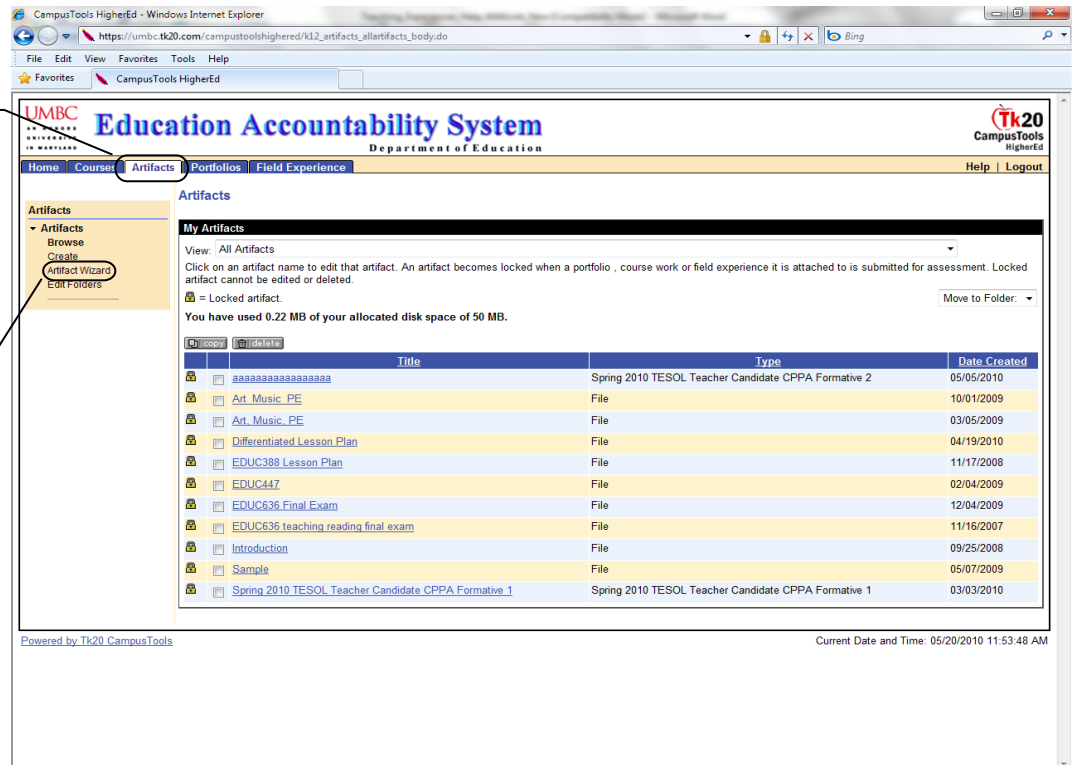 CampusTools HigherEd - Windows Internet Explorer
https://umbc.tk20.com/campustoolshighered/k12_artifacts_allartifacts_body.do
Bing
File Edit View Favorites Tools Help
Favorites CampusTools HigherEd
UMBC
AN HONORS
UNIVERSITY
IN MARYLAND
Education Accountability System
Department of Education
Tk20
CampusTools
HigherEd
Home Courses Artifacts Portfolios Field Experience Help | Logout
Artifacts
Artifacts
Artifacts
Browse
Create
Artifact Wizard
Edit Folders
My Artifacts
View: All Artifacts
Click on an artifact name to edit that artifact. An artifact becomes locked when a portfolio , course work or field experience it is attached to is submitted for assessment. Locked
artifact cannot be edited or deleted.
= Locked artifact. Move to Folder:
You have used 0.22 MB of your allocated disk space of 50 MB.
copy delete
Title Type Date Created
aaaaaaaaaaaaaaaaa Spring 2010 TESOL Teacher Candidate CPPA Formative 2 05/05/2010
Art Music PE File 10/01/2009
Art, Music, PE File 03/05/2009
Differentiated Lesson Plan File 04/19/2010
EDUC388 Lesson Plan File 11/17/2008
EDUC447 File 02/04/2009
EDUC636 Final Exam File 12/04/2009
EDUC636 teaching reading final exam File 11/16/2007
Introduction File 09/25/2008
Sample File 05/07/2009
Spring 2010 TESOL Teacher Candidate CPPA Formative 1 Spring 2010 TESOL Teacher Candidate CPPA Formative 1 03/03/2010
Powered by Tk20 CampusTools Current Date and Time: 05/20/2010 11:53:48 AM